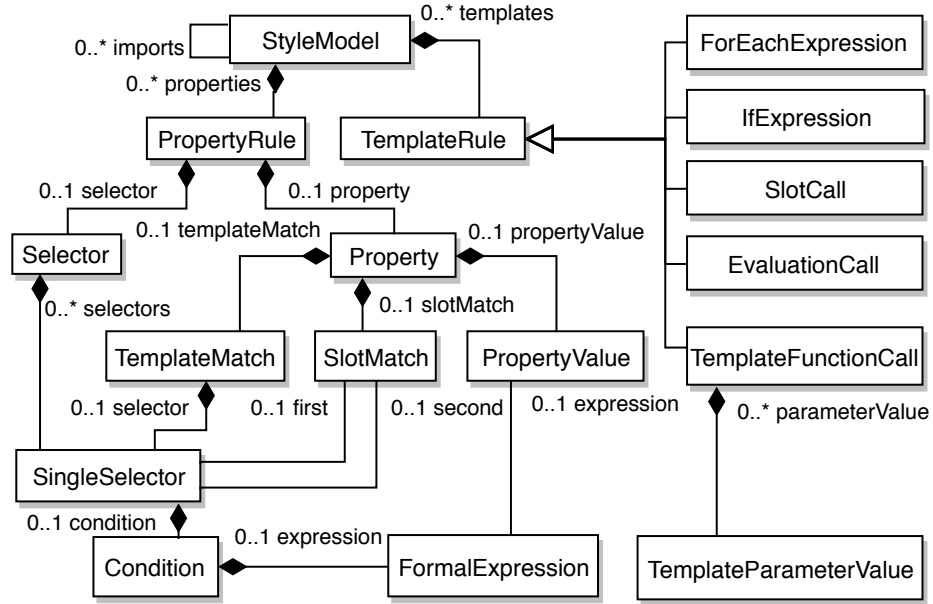 0..* templates
StyleModel
ForEachExpression
0..* imports
0..* properties
IfExpression
PropertyRule
TemplateRule
SlotCall
0..1 selector
0..1 property
0..1 templateMatch
0..1 propertyValue
Selector
Property
EvaluationCall
0..* selectors
0..1 slotMatch
TemplateMatch
SlotMatch
PropertyValue
TemplateFunctionCall
0..1 selector
0..1 first
0..1 second
0..1 expression
0..* parameterValue
SingleSelector
0..1 condition
0..1 expression
Condition
FormalExpression
TemplateParameterValue